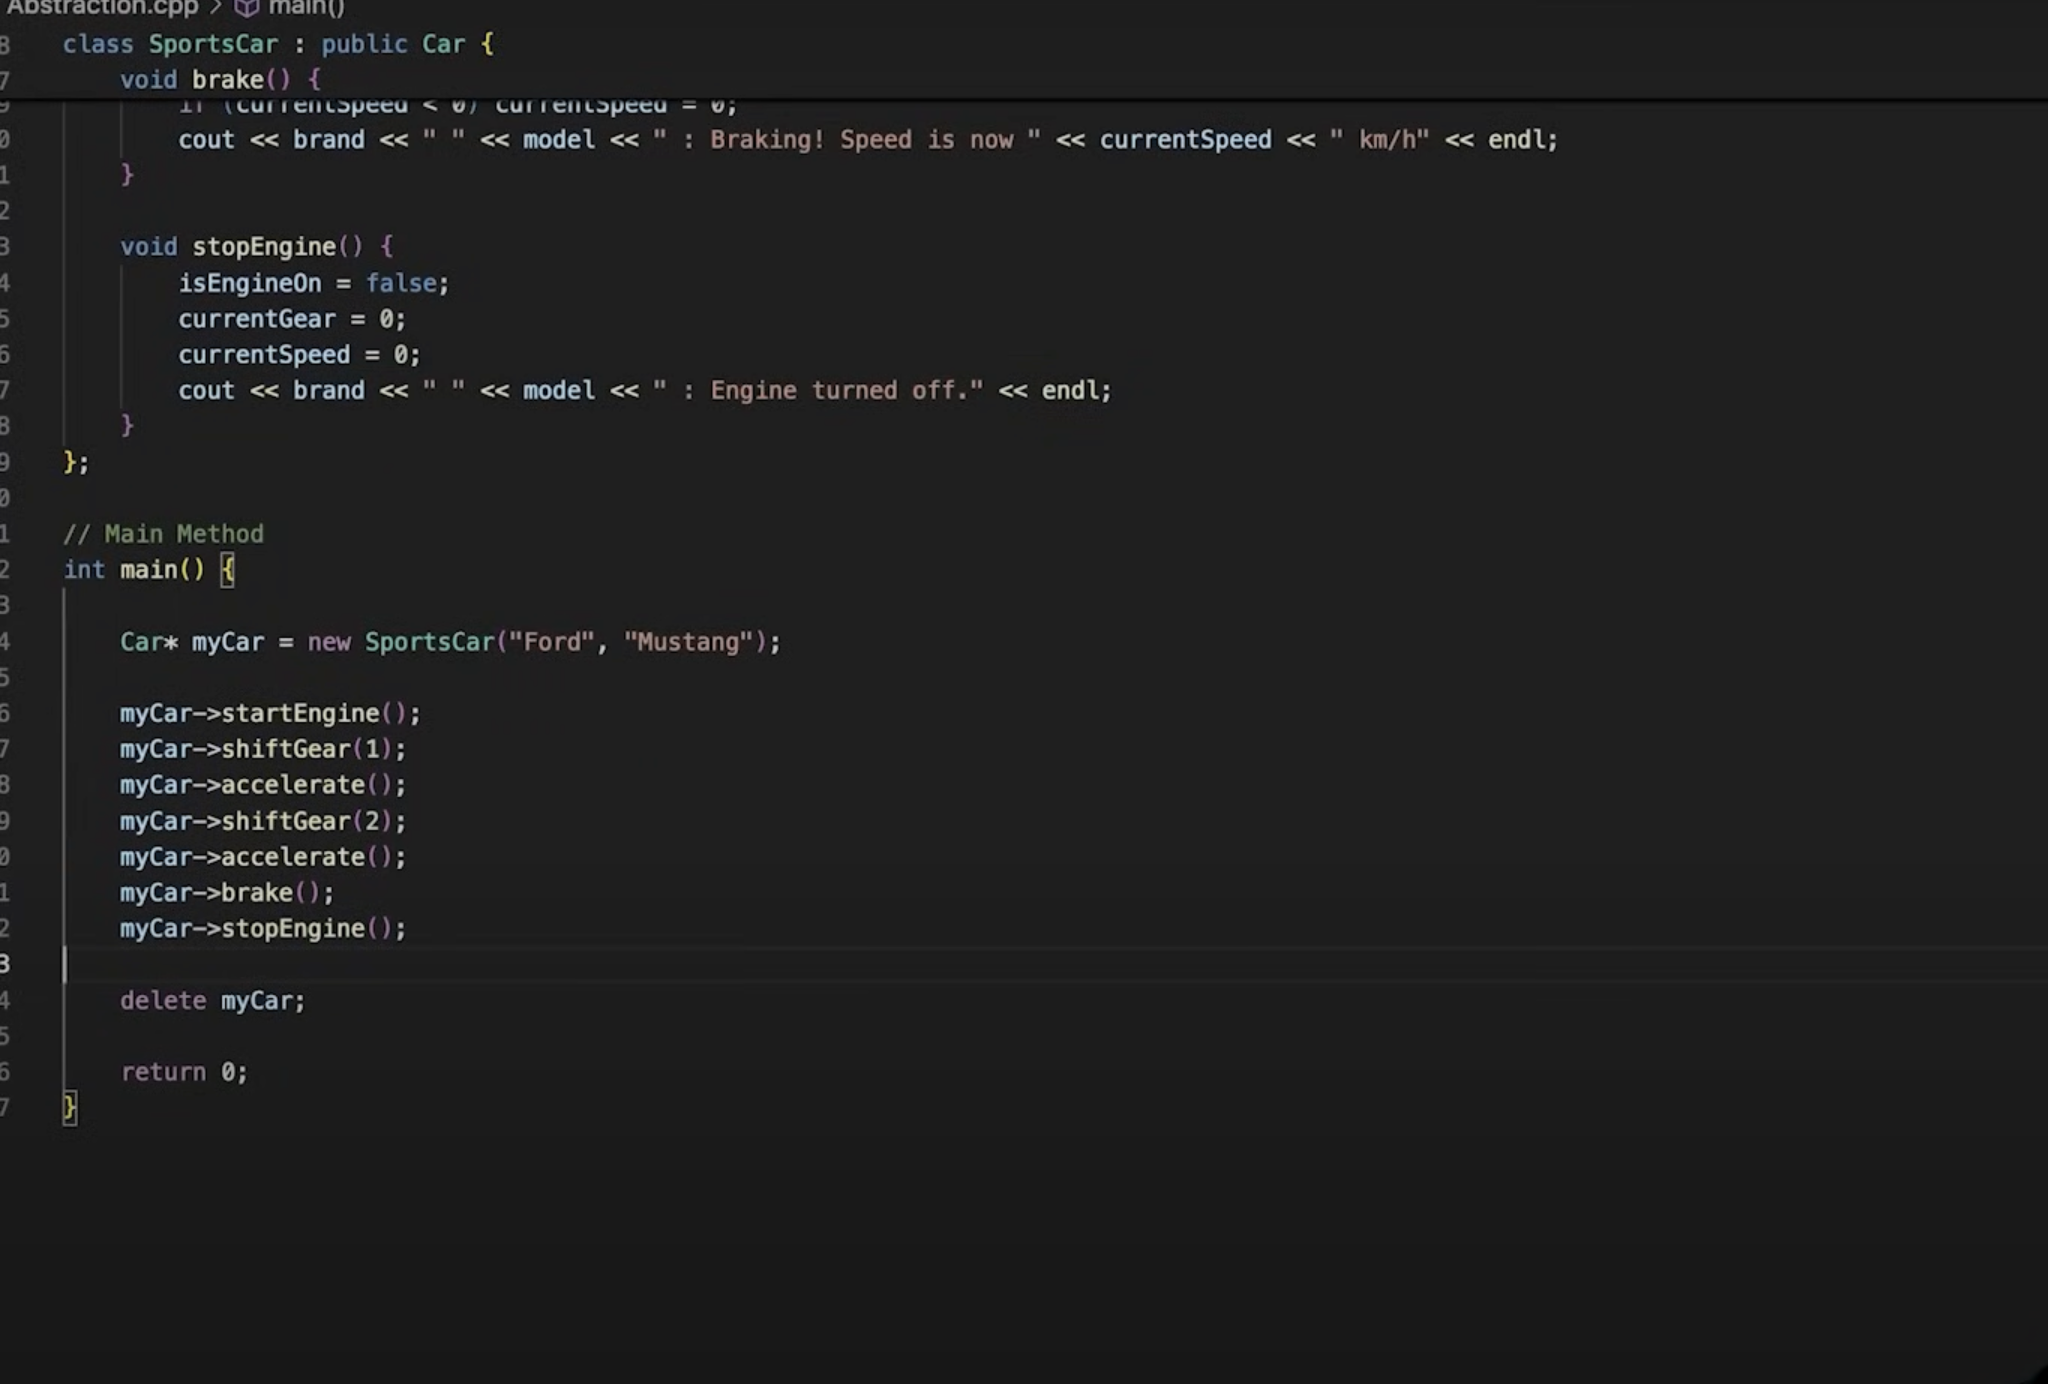 Abstraction.cpp > main()
8 class SportsCar : public Car {
7 void brake() {
9 if (currentSpeed < 0) currentSpeed = 0;
0 cout << brand << " " << model << " : Braking! Speed is now " << currentSpeed << " km/h" << endl;
1 }
2
3 void stopEngine() {
4 isEngineOn = false;
5 currentGear = 0;
6 currentSpeed = 0;
7 cout << brand << " " << model << " : Engine turned off." << endl;
8 }
9 };
0
1 // Main Method
2 int main() {
3
4 Car* myCar = new SportsCar("Ford", "Mustang");
5
6 myCar->startEngine();
7 myCar->shiftGear(1);
8 myCar->accelerate();
9 myCar->shiftGear(2);
0 myCar->accelerate();
1 myCar->brake();
2 myCar->stopEngine();
3
4 delete myCar;
5
6 return 0;
7 }